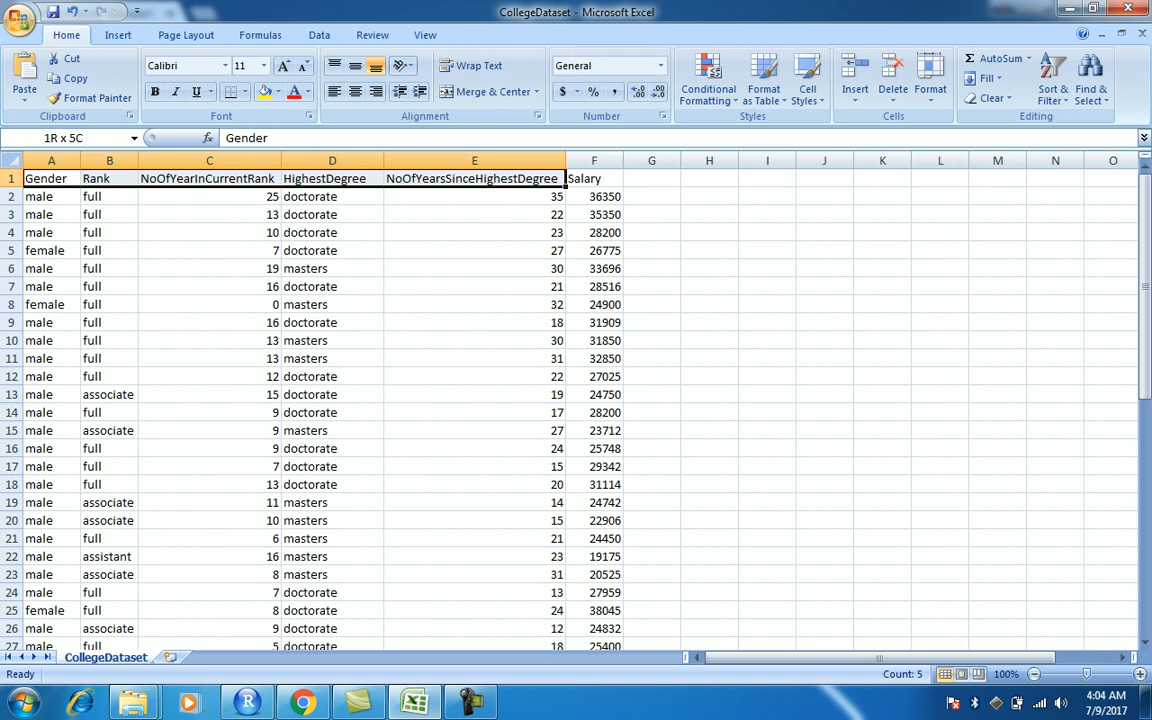 CollegeDataset - Microsoft Excel
Home Insert Page Layout Formulas Data Review View
Paste Cut Copy Format Painter Clipboard
Calibri 11 A A B I U A Font
Wrap Text Merge & Center Alignment
General $ % , Number
Conditional Formatting Format as Table Cell Styles Styles
Insert Delete Format Cells
AutoSum Fill Clear Sort & Filter Find & Select Editing
1R x 5C fx Gender
A B C D E F G H I J K L M N O
1 Gender Rank NoOfYearInCurrentRank HighestDegree NoOfYearsSinceHighestDegree Salary
2 male full 25 doctorate 35 36350
3 male full 13 doctorate 22 35350
4 male full 10 doctorate 23 28200
5 female full 7 doctorate 27 26775
6 male full 19 masters 30 33696
7 male full 16 doctorate 21 28516
8 female full 0 masters 32 24900
9 male full 16 doctorate 18 31909
10 male full 13 masters 30 31850
11 male full 13 masters 31 32850
12 male full 12 doctorate 22 27025
13 male associate 15 doctorate 19 24750
14 male full 9 doctorate 17 28200
15 male associate 9 masters 27 23712
16 male full 9 doctorate 24 25748
17 male full 7 doctorate 15 29342
18 male full 13 doctorate 20 31114
19 male associate 11 masters 14 24742
20 male associate 10 masters 15 22906
21 male full 6 masters 21 24450
22 male assistant 16 masters 23 19175
23 male associate 8 masters 31 20525
24 male full 7 doctorate 13 27959
25 female full 8 doctorate 24 38045
26 male associate 9 doctorate 12 24832
27 male full 5 doctorate 18 25400
CollegeDataset
Ready Count: 5 100%
R
4:04 AM
7/9/2017